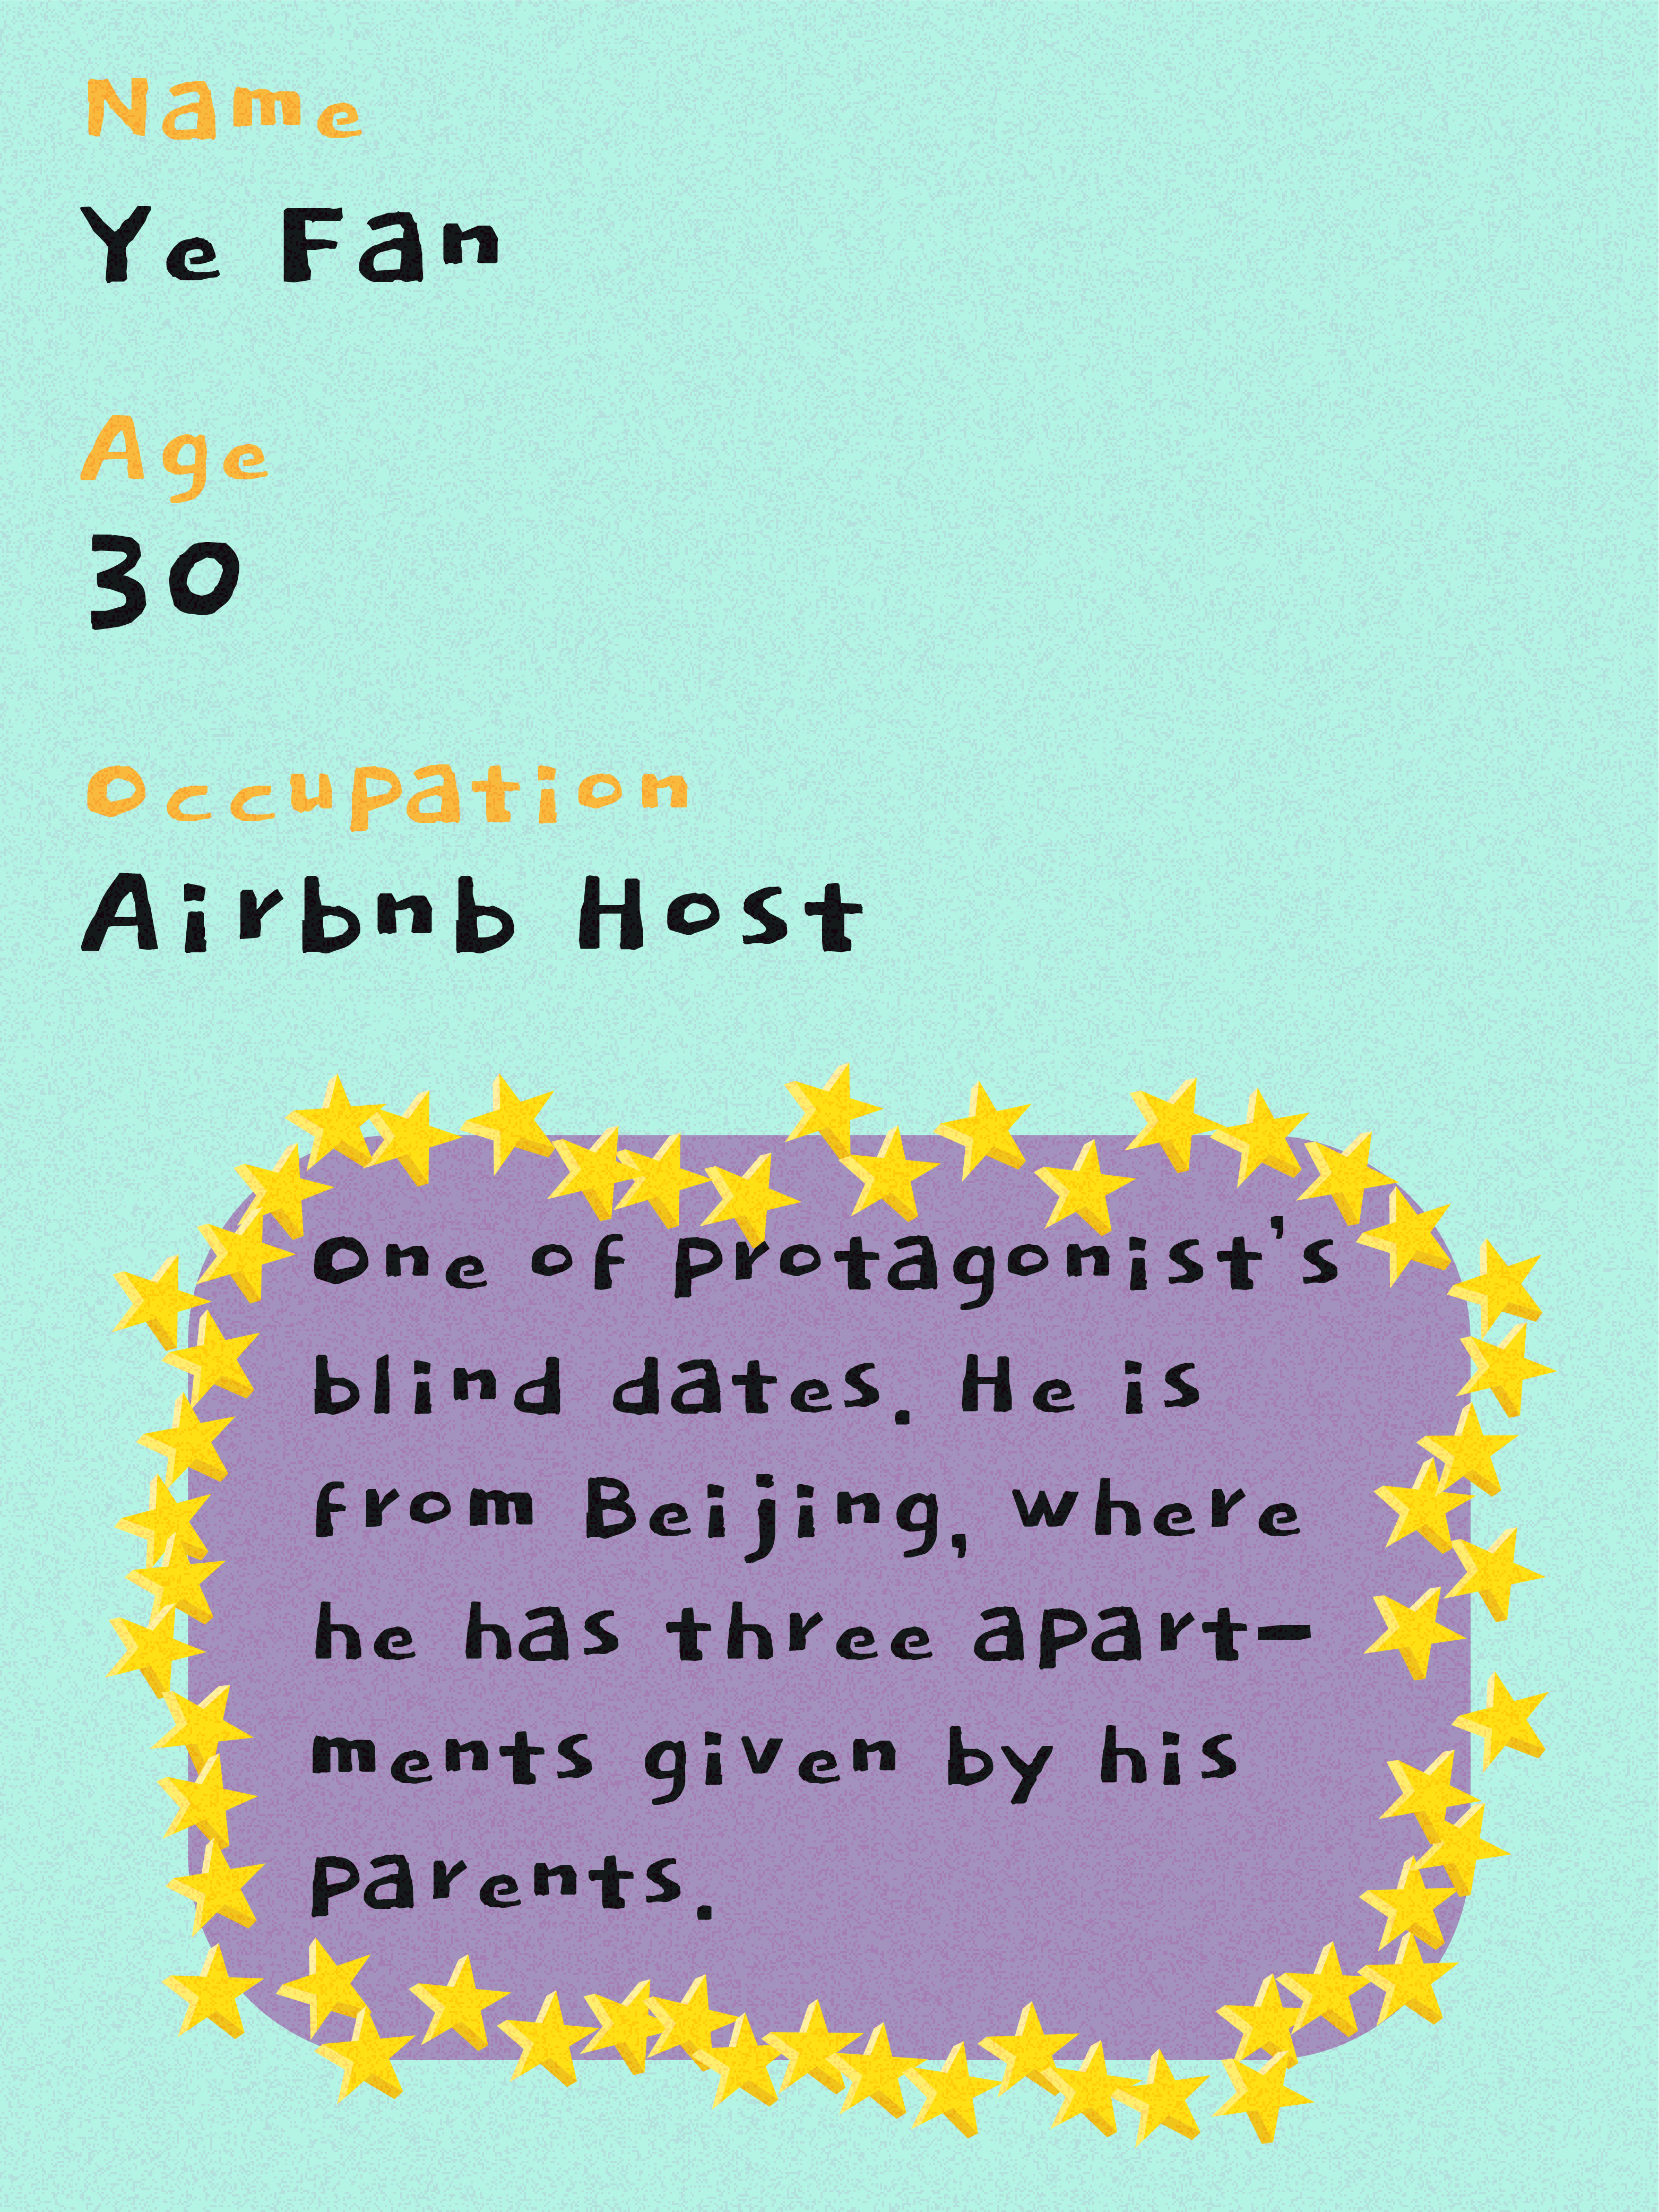 Name
Ye Fan
Age
30
Occupation
Airbnb Host
One of protagonist's
blind dates. He is
from Beijing, where
he has three apart-
ments given by his
parents.